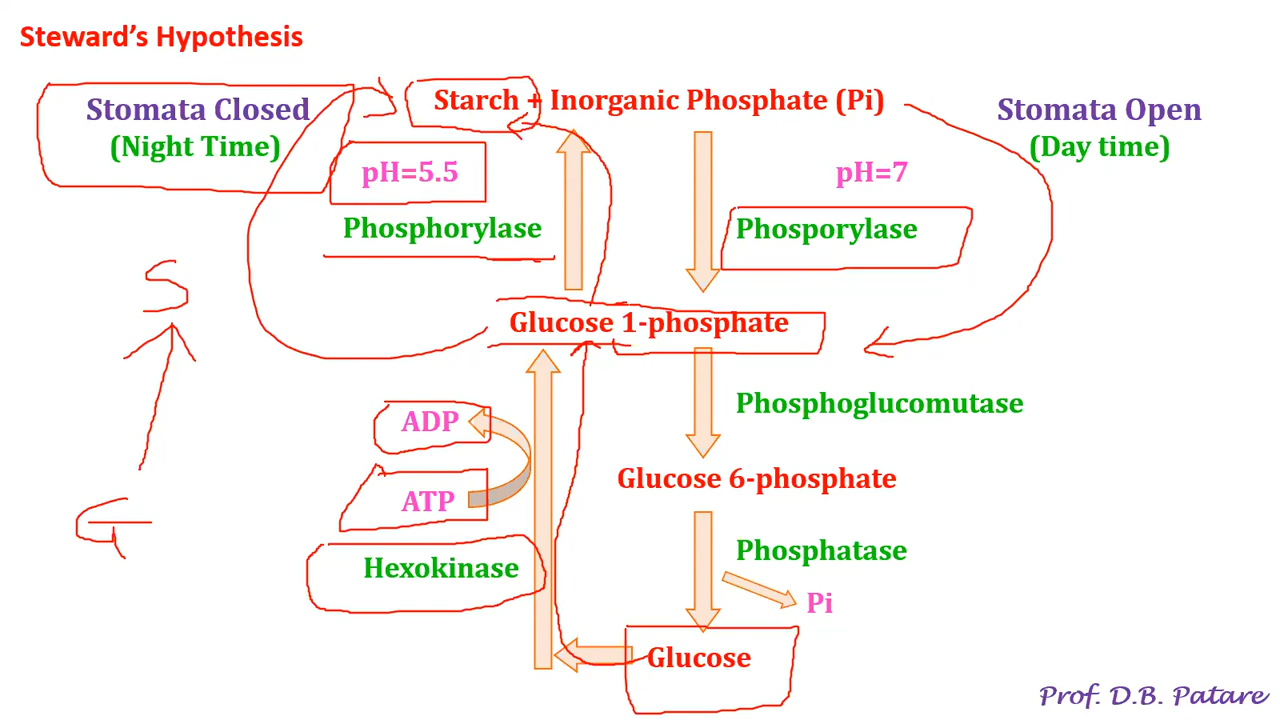 Steward's Hypothesis
Stomata Closed
(Night Time)
Starch + Inorganic Phosphate (Pi)
Stomata Open
(Day time)
pH=5.5
pH=7
Phosphorylase
Phosporylase
S
Glucose 1-phosphate
ADP
Phosphoglucomutase
ATP
Glucose 6-phosphate
G
Hexokinase
Phosphatase
Pi
Glucose
Prof. D.B. Patare